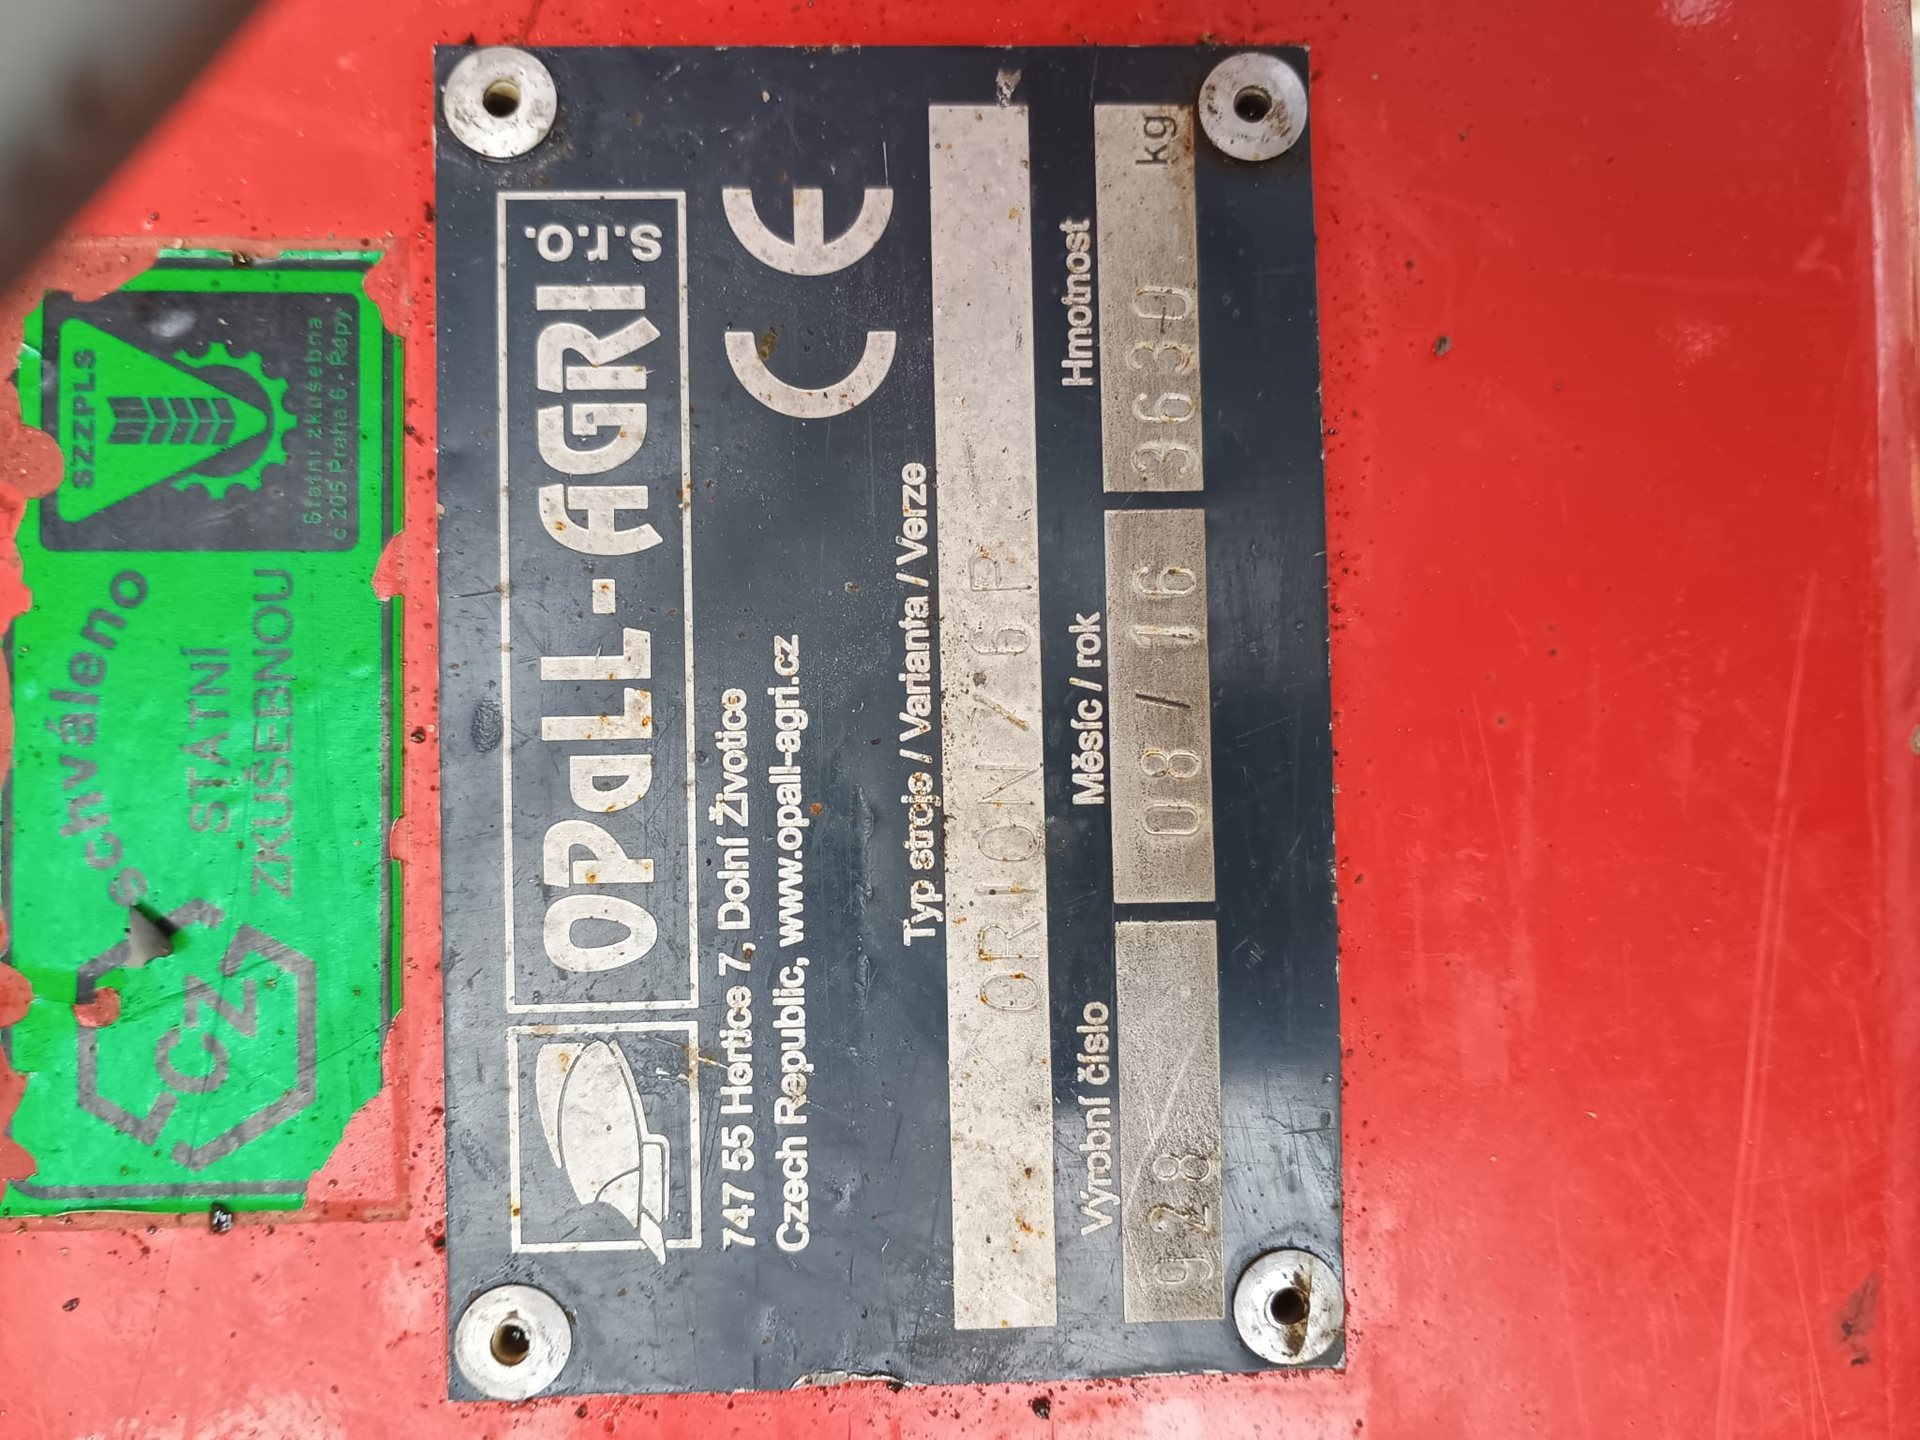 SZZPLS
Státní zkušebna
č.205 Praha 6 - Řepy
schváleno
STÁTNÍ
ZKUŠEBNOU
CZ
OPaLL-AGRI s.r.o.
747 55 Hortice 7, Dolní Životice
Czech Republic, www.opall-agri.cz
CE
Typ stroje / Varianta / Verze
ORION/6P
Výrobní číslo Měsíc / rok Hmotnost
928 08/16 3630 kg